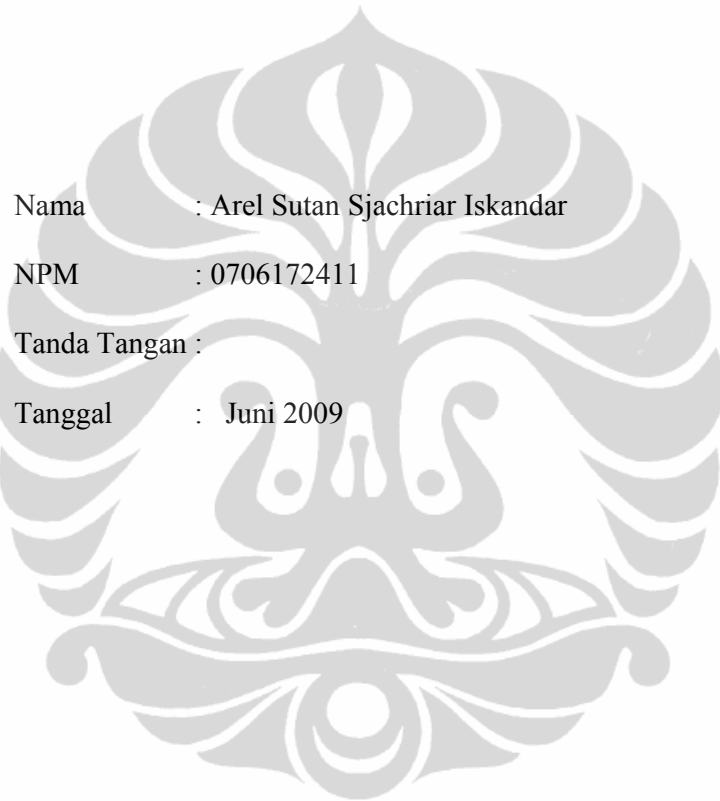 Nama : Arel Sutan Sjachriar Iskandar
NPM : 0706172411
Tanda Tangan :
Tanggal : Juni 2009